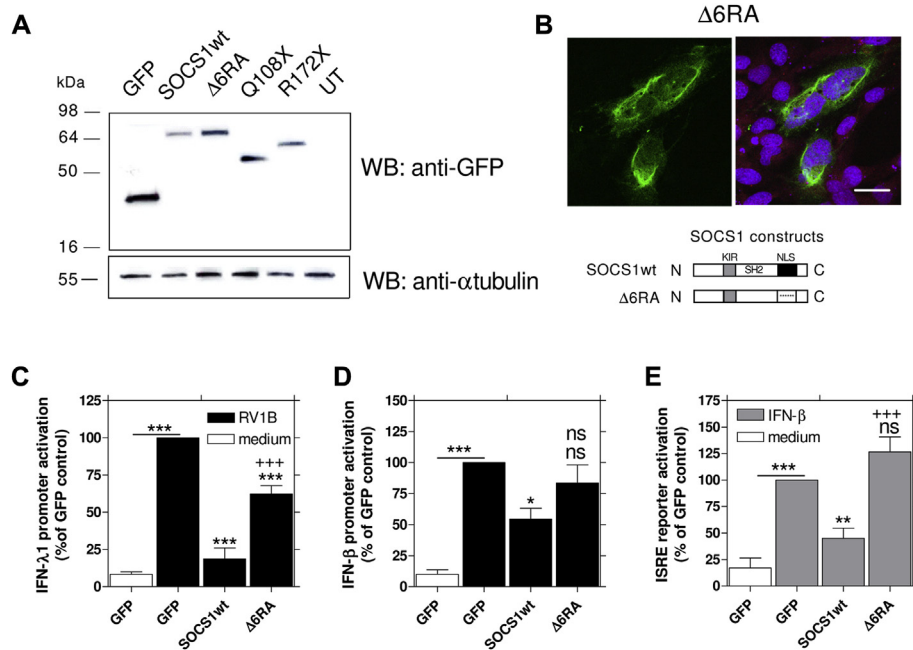 A
kDa
GFP
SOCS1wt
Δ6RA
Q108X
R172X
UT
98
64
50
16
55
WB: anti-GFP
WB: anti-αtubulin
B
Δ6RA
SOCS1 constructs
KIR NLS
SOCS1wt N SH2 C
Δ6RA N C
C
IFN-λ1 promoter activation
(%of GFP control)
125
100
75
50
25
0
RV1B
medium
***
***
+++
***
GFP
GFP
SOCS1wt
Δ6RA
D
IFN-β promoter activation
(% of GFP control)
150
125
100
75
50
25
0
***
*
ns
ns
GFP
GFP
SOCS1wt
Δ6RA
E
ISRE reporter activation
(% of GFP control)
175
150
125
100
75
50
25
0
IFN-β
medium
***
**
+++
ns
GFP
GFP
SOCS1wt
Δ6RA